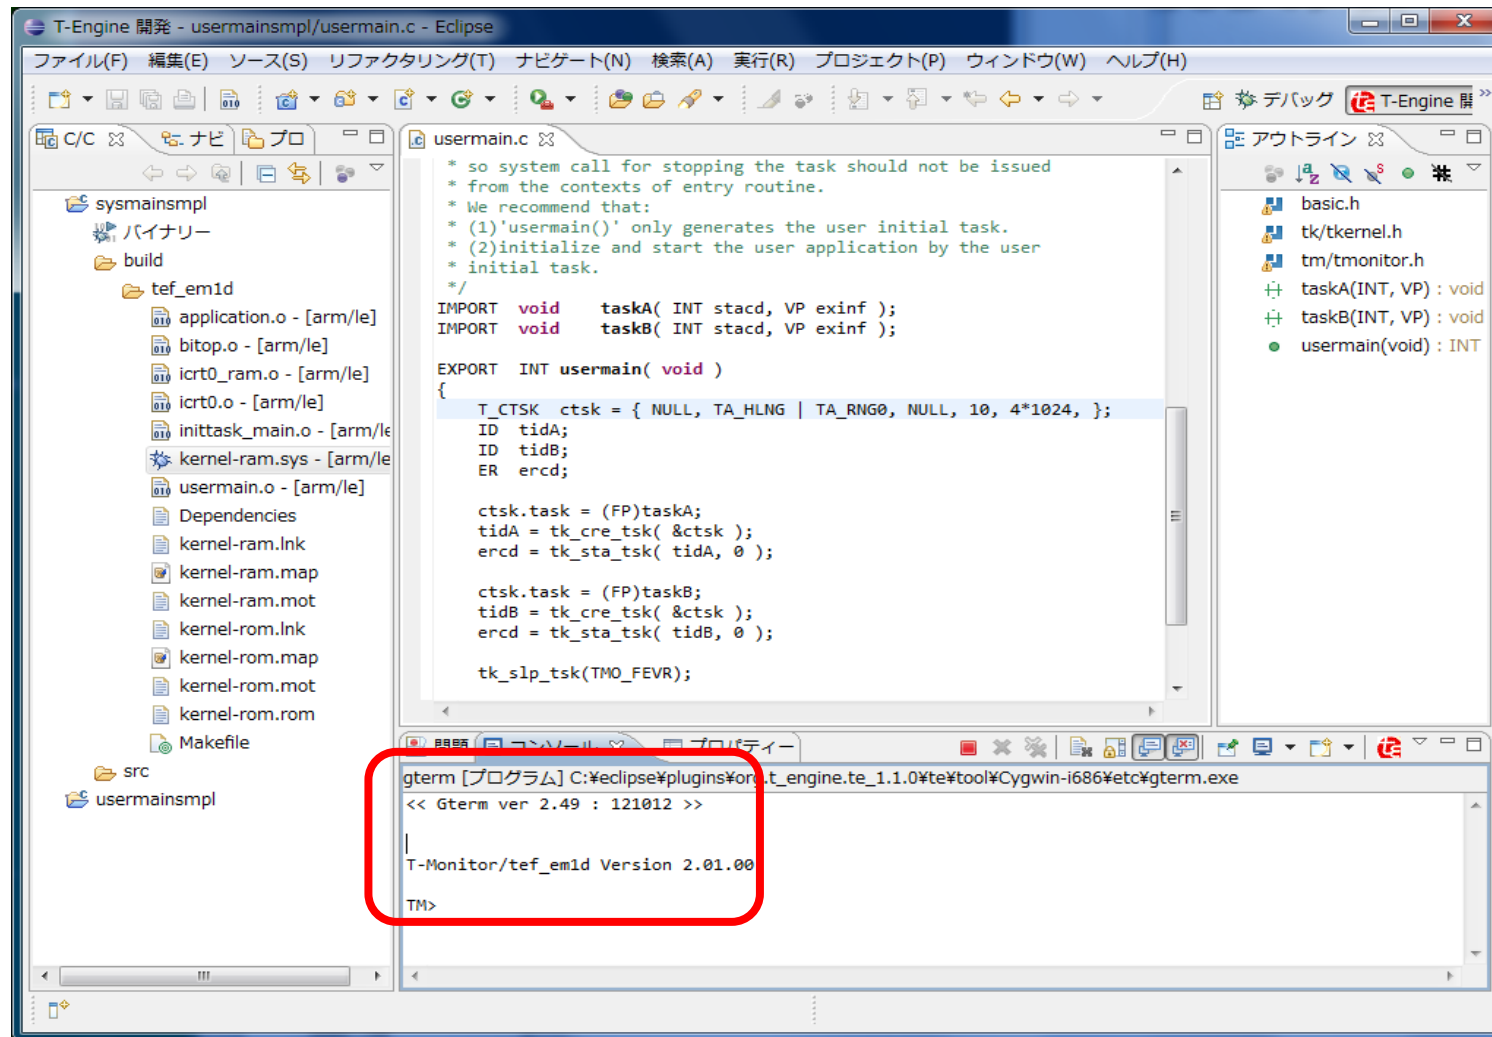 T-Engine 開発 - usermainsmpl/usermain.c - Eclipse
ファイル(F) 編集(E) ソース(S) リファクタリング(T) ナビゲート(N) 検索(A) 実行(R) プロジェクト(P) ウィンドウ(W) ヘルプ(H)
デバッグ T-Engine 開
C/C ナビ プロ
sysmainsmpl
バイナリー
build
tef_em1d
application.o - [arm/le]
bitop.o - [arm/le]
icrt0_ram.o - [arm/le]
icrt0.o - [arm/le]
inittask_main.o - [arm/le
kernel-ram.sys - [arm/le
usermain.o - [arm/le]
Dependencies
kernel-ram.lnk
kernel-ram.map
kernel-ram.mot
kernel-rom.lnk
kernel-rom.map
kernel-rom.mot
kernel-rom.rom
Makefile
src
usermainsmpl
usermain.c
* so system call for stopping the task should not be issued
* from the contexts of entry routine.
* We recommend that:
* (1)'usermain()' only generates the user initial task.
* (2)initialize and start the user application by the user
* initial task.
*/
IMPORT void taskA( INT stacd, VP exinf );
IMPORT void taskB( INT stacd, VP exinf );
EXPORT INT usermain( void )
{
T_CTSK ctsk = { NULL, TA_HLNG | TA_RNG0, NULL, 10, 4*1024, };
ID tidA;
ID tidB;
ER ercd;
ctsk.task = (FP)taskA;
tidA = tk_cre_tsk( &ctsk );
ercd = tk_sta_tsk( tidA, 0 );
ctsk.task = (FP)taskB;
tidB = tk_cre_tsk( &ctsk );
ercd = tk_sta_tsk( tidB, 0 );
tk_slp_tsk(TMO_FEVR);
アウトライン
basic.h
tk/tkernel.h
tm/tmonitor.h
taskA(INT, VP) : void
taskB(INT, VP) : void
usermain(void) : INT
問題 コンソール プロパティー
gterm [プログラム] C:¥eclipse¥plugins¥org.t_engine.te_1.1.0¥te¥tool¥Cygwin-i686¥etc¥gterm.exe
<< Gterm ver 2.49 : 121012 >>
T-Monitor/tef_em1d Version 2.01.00
TM>